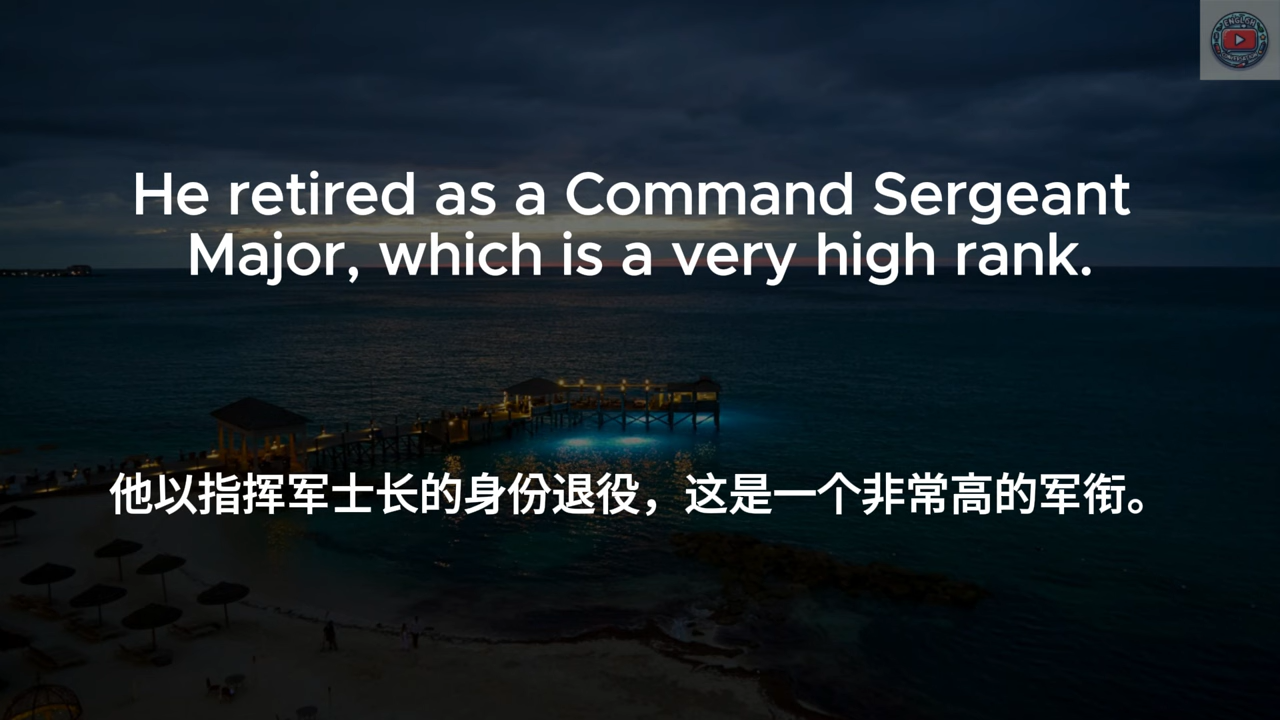 ENGLISH
He retired as a Command Sergeant
Major, which is a very high rank.
他以指挥军士长的身份退役，这是一个非常高的军衔。